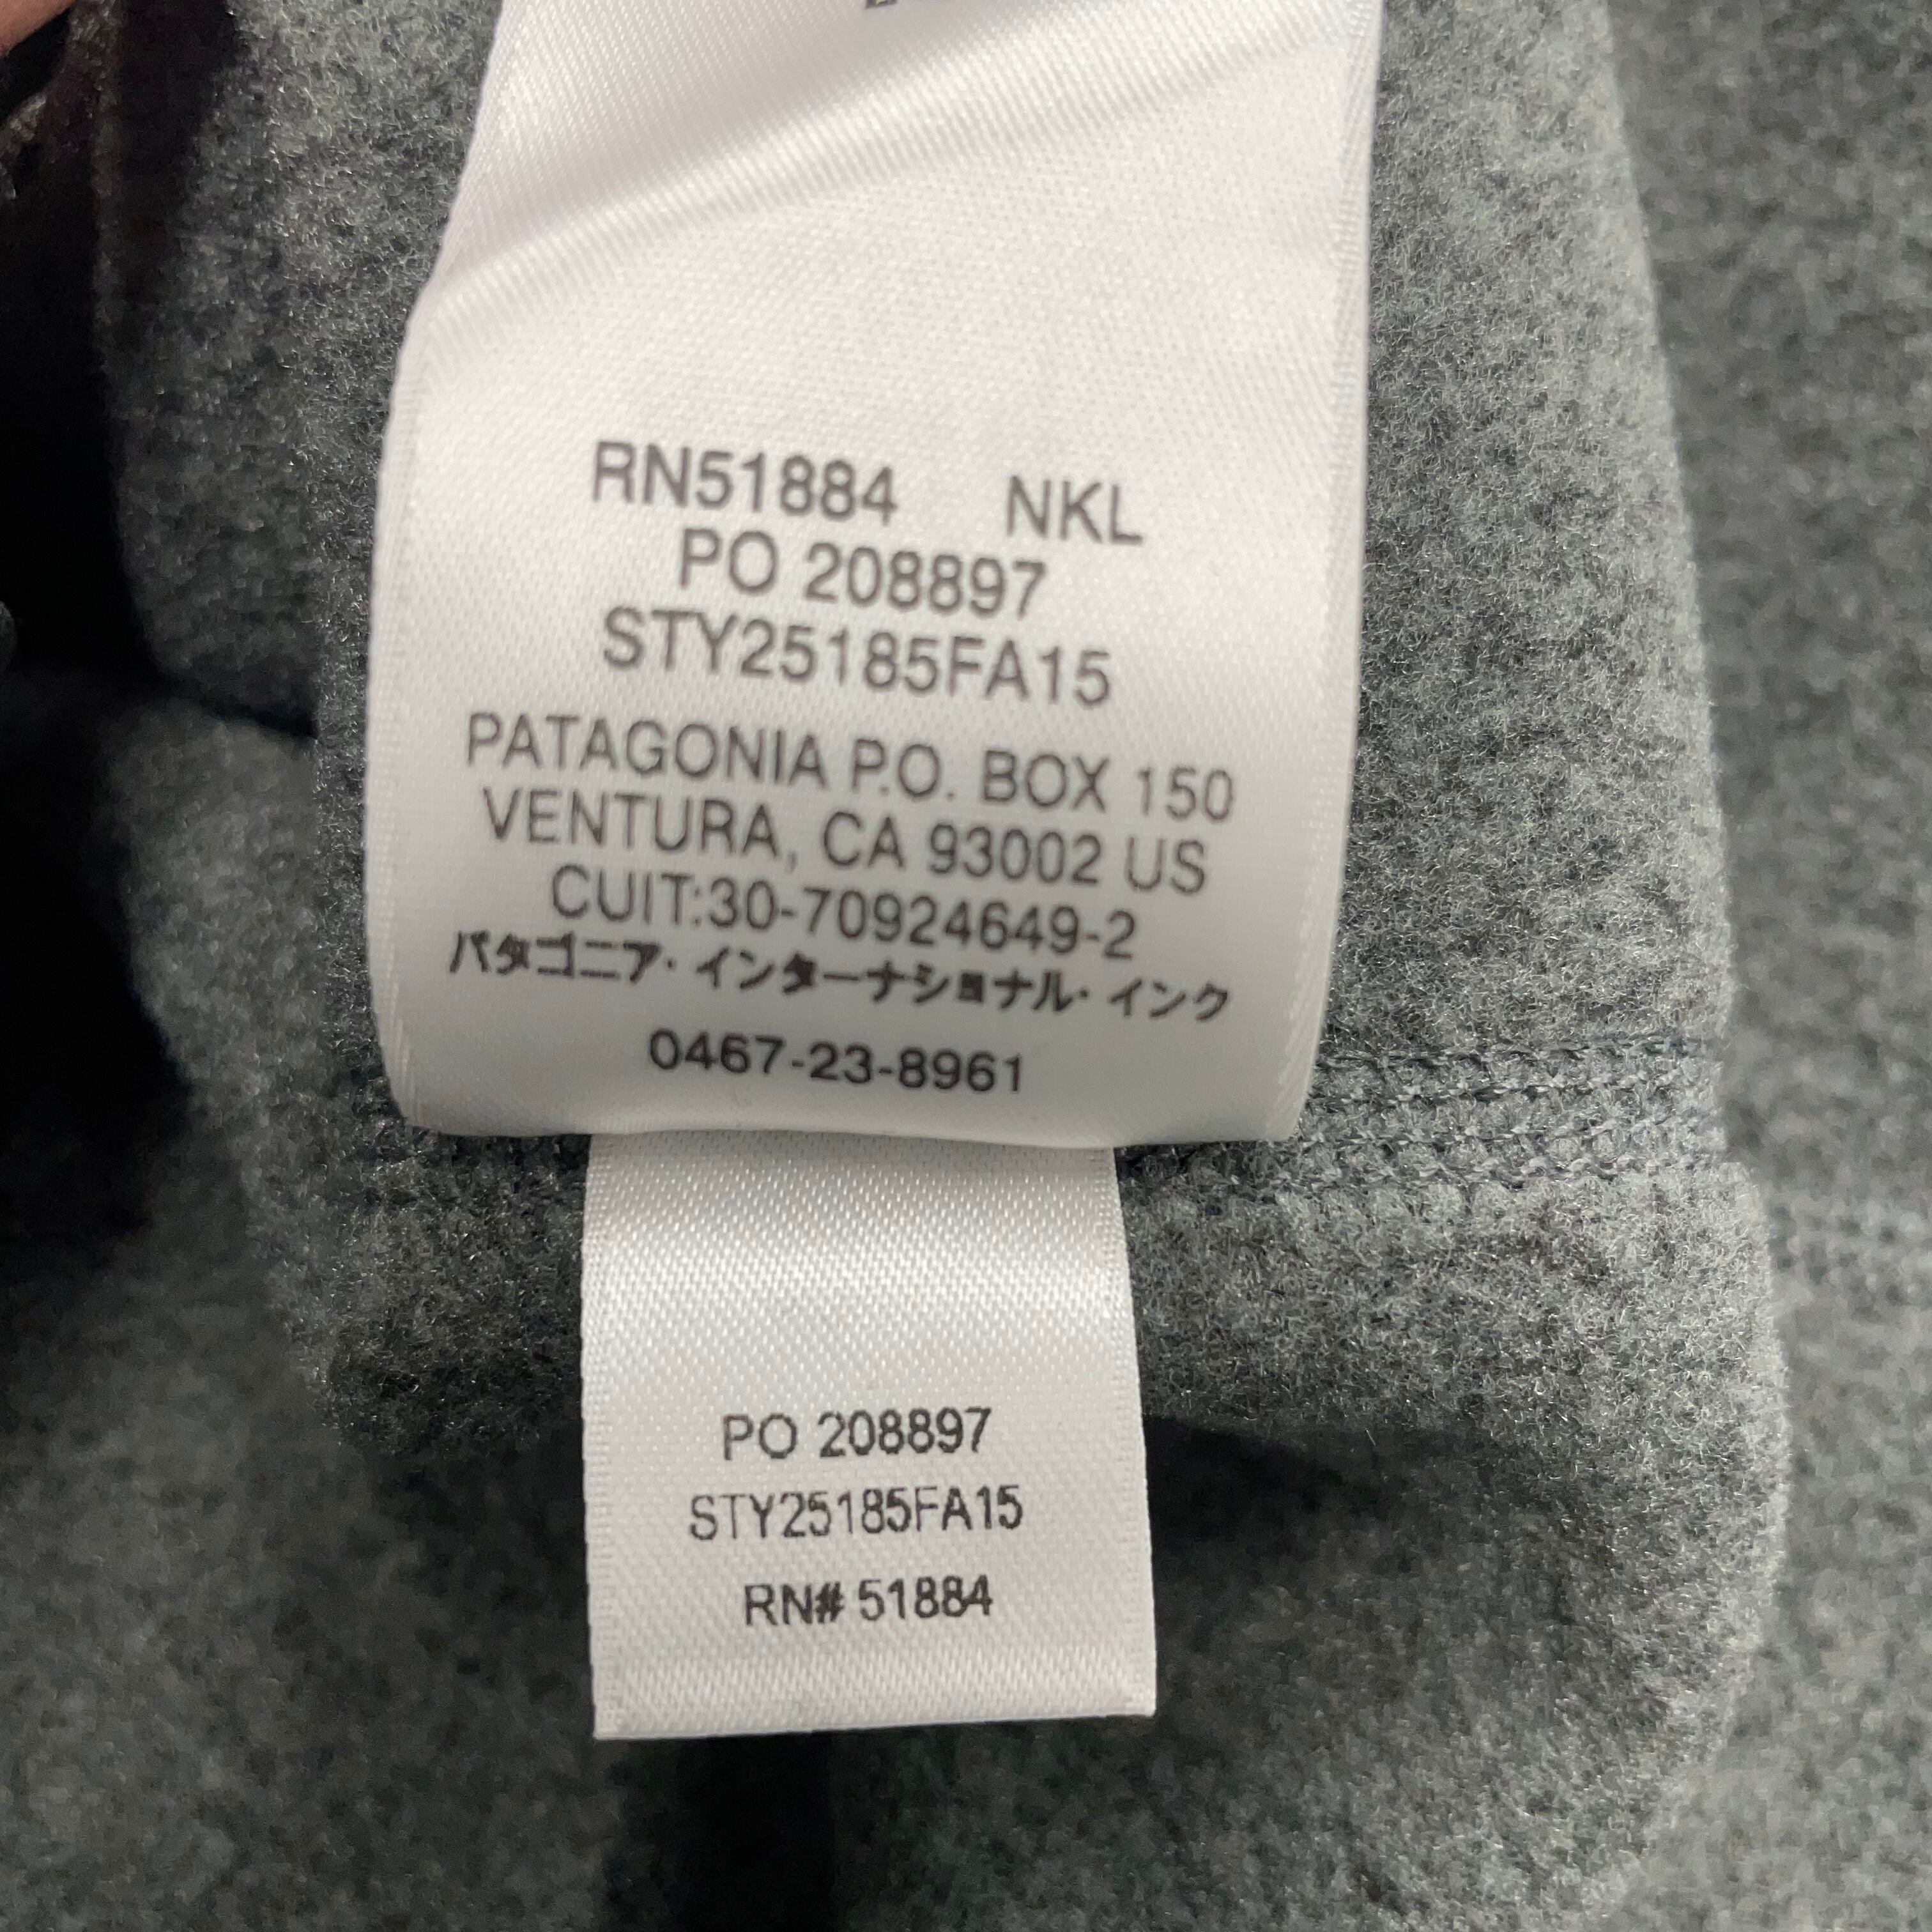 RN51884 NKL
PO 208897
STY25185FA15
PATAGONIA P.O. BOX 150
VENTURA, CA 93002 US
CUIT:30-70924649-2
パタゴニア・インターナショナル・インク
0467-23-8961
PO 208897
STY25185FA15
RN# 51884